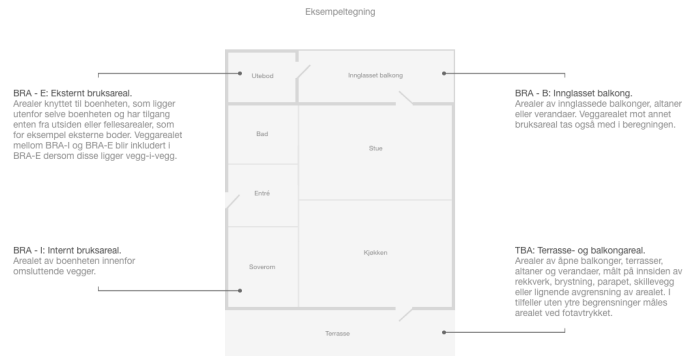 Eksempeltegning
BRA - E: Eksternt bruksareal.
Arealer knyttet til boenheten, som ligger
utenfor selve boenheten og har tilgang
enten fra utsiden eller fellesarealer, som
for eksempel eksterne boder. Veggarealet
mellom BRA-I og BRA-E blir inkludert i
BRA-E dersom disse ligger vegg-i-vegg.
BRA - I: Internt bruksareal.
Arealet av boenheten innenfor
omsluttende vegger.
Utebod
Innglasset balkong
Bad
Stue
Entré
Kjøkken
Soverom
Terrasse
BRA - B: Innglasset balkong.
Arealer av innglassede balkonger, altaner
eller verandaer. Veggarealet mot annet
bruksareal tas også med i beregningen.
TBA: Terrasse- og balkongareal.
Arealer av åpne balkonger, terrasser,
altaner og verandaer, målt på innsiden av
rekkverk, brystning, parapet, skillevegg
eller lignende avgrensning av arealet. I
tilfeller uten ytre begrensninger måles
arealet ved fotavtrykket.